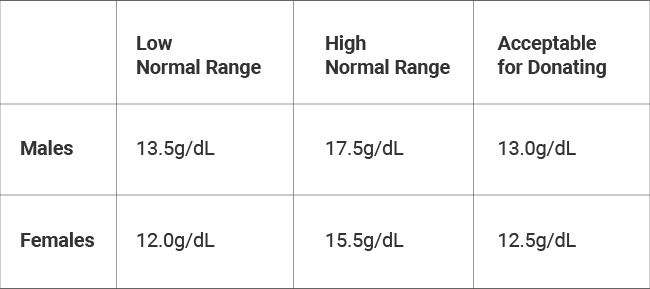 Low
Normal Range
High
Normal Range
Acceptable
for Donating
Males
13.5g/dL
17.5g/dL
13.0g/dL
Females
12.0g/dL
15.5g/dL
12.5g/dL